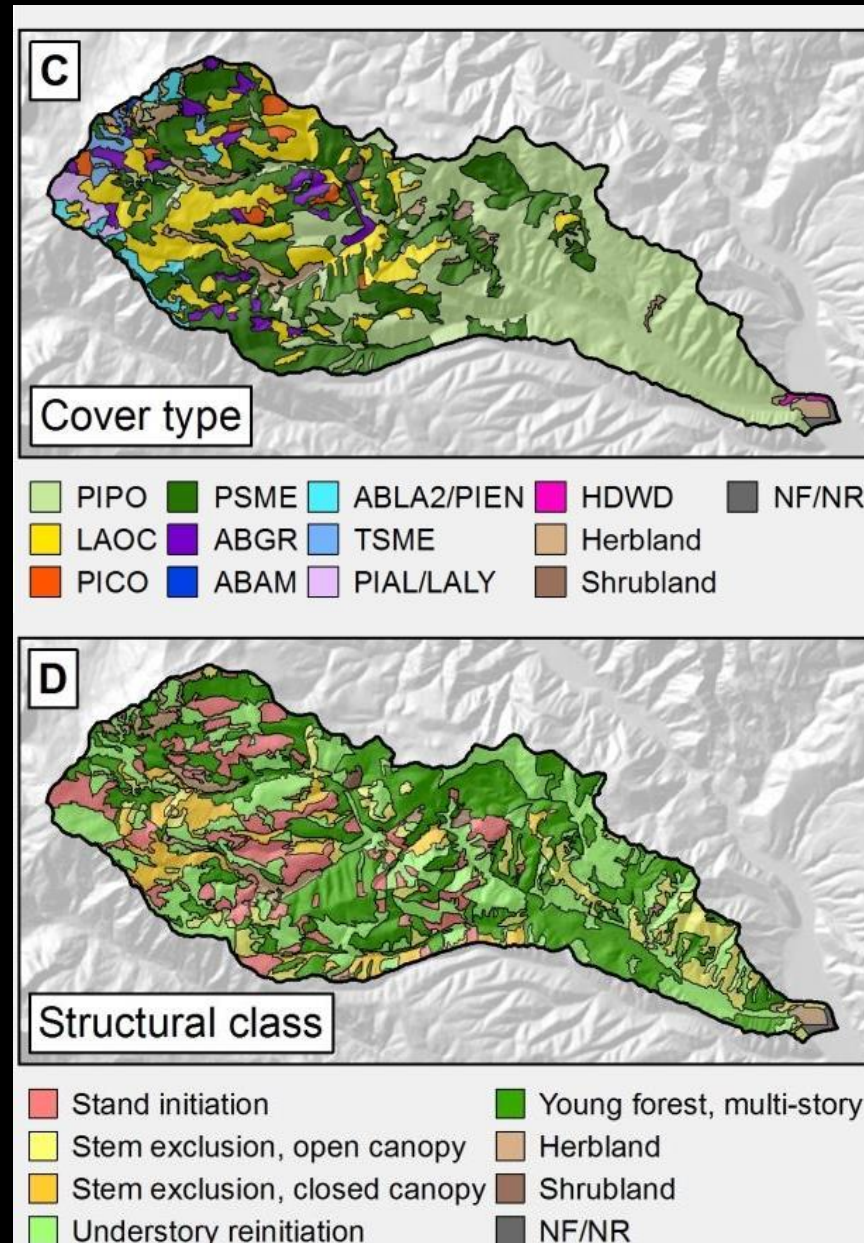 C
Cover type
PIPO PSME ABLA2/PIEN HDWD NF/NR
LAOC ABGR TSME Herbland
PICO ABAM PIAL/LALY Shrubland
D
Structural class
Stand initiation Young forest, multi-story
Stem exclusion, open canopy Herbland
Stem exclusion, closed canopy Shrubland
Understory reinitiation NF/NR